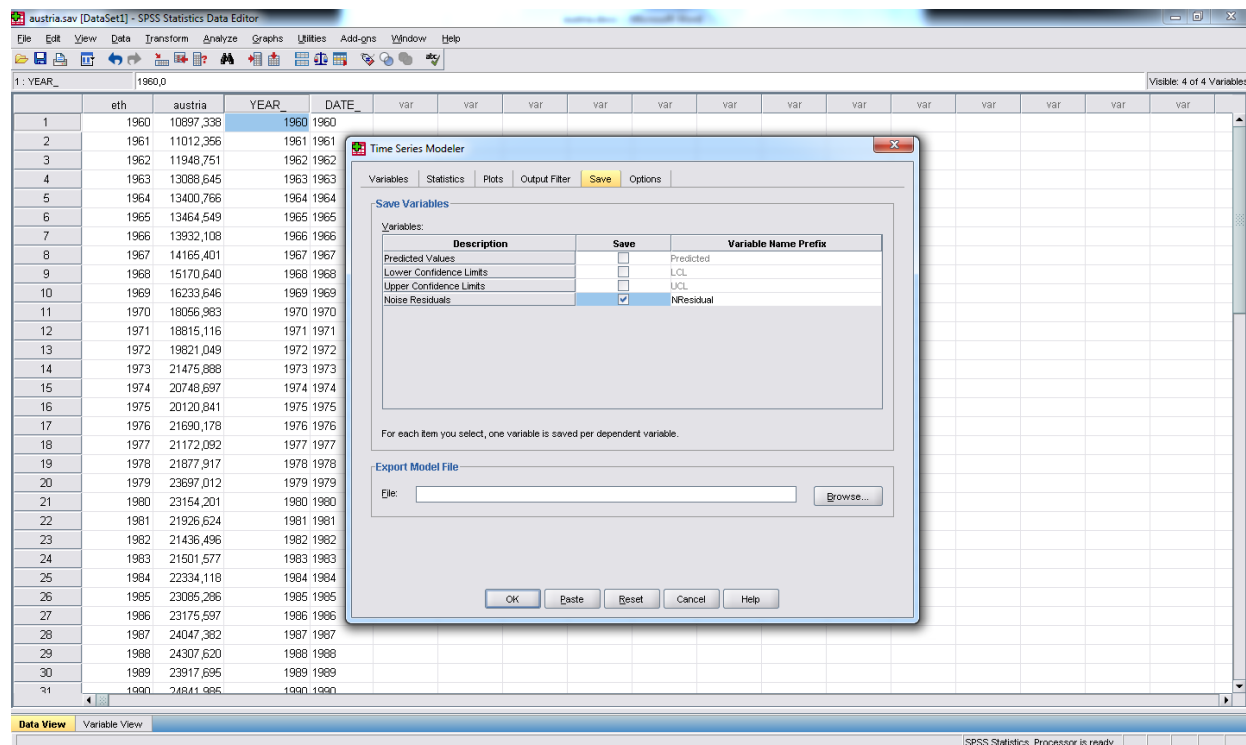 austria.sav [DataSet1] - SPSS Statistics Data Editor
File Edit View Data Transform Analyze Graphs Utilities Add-ons Window Help
1 : YEAR_ 1960,0 Visible: 4 of 4 Variables
eth austria YEAR_ DATE_ var var var var var var var var var var var var var
1 1960 10897,338 1960 1960
2 1961 11012,356 1961 1961
3 1962 11948,751 1962 1962
4 1963 13088,645 1963 1963
5 1964 13400,766 1964 1964
6 1965 13464,549 1965 1965
7 1966 13932,108 1966 1966
8 1967 14165,401 1967 1967
9 1968 15170,640 1968 1968
10 1969 16233,646 1969 1969
11 1970 18056,983 1970 1970
12 1971 18815,116 1971 1971
13 1972 19821,049 1972 1972
14 1973 21475,888 1973 1973
15 1974 20748,697 1974 1974
16 1975 20120,841 1975 1975
17 1976 21690,178 1976 1976
18 1977 21172,092 1977 1977
19 1978 21877,917 1978 1978
20 1979 23697,012 1979 1979
21 1980 23154,201 1980 1980
22 1981 21926,624 1981 1981
23 1982 21436,496 1982 1982
24 1983 21501,577 1983 1983
25 1984 22334,118 1984 1984
26 1985 23085,286 1985 1985
27 1986 23175,597 1986 1986
28 1987 24047,382 1987 1987
29 1988 24307,620 1988 1988
30 1989 23917,695 1989 1989
31 1990 24841,985 1990 1990
Time Series Modeler
Variables Statistics Plots Output Filter Save Options
Save Variables
Variables:
Description Save Variable Name Prefix
Predicted Values Predicted
Lower Confidence Limits LCL
Upper Confidence Limits UCL
Noise Residuals NResidual
For each item you select, one variable is saved per dependent variable.
Export Model File
File: Browse...
OK Paste Reset Cancel Help
Data View Variable View
SPSS Statistics Processor is ready